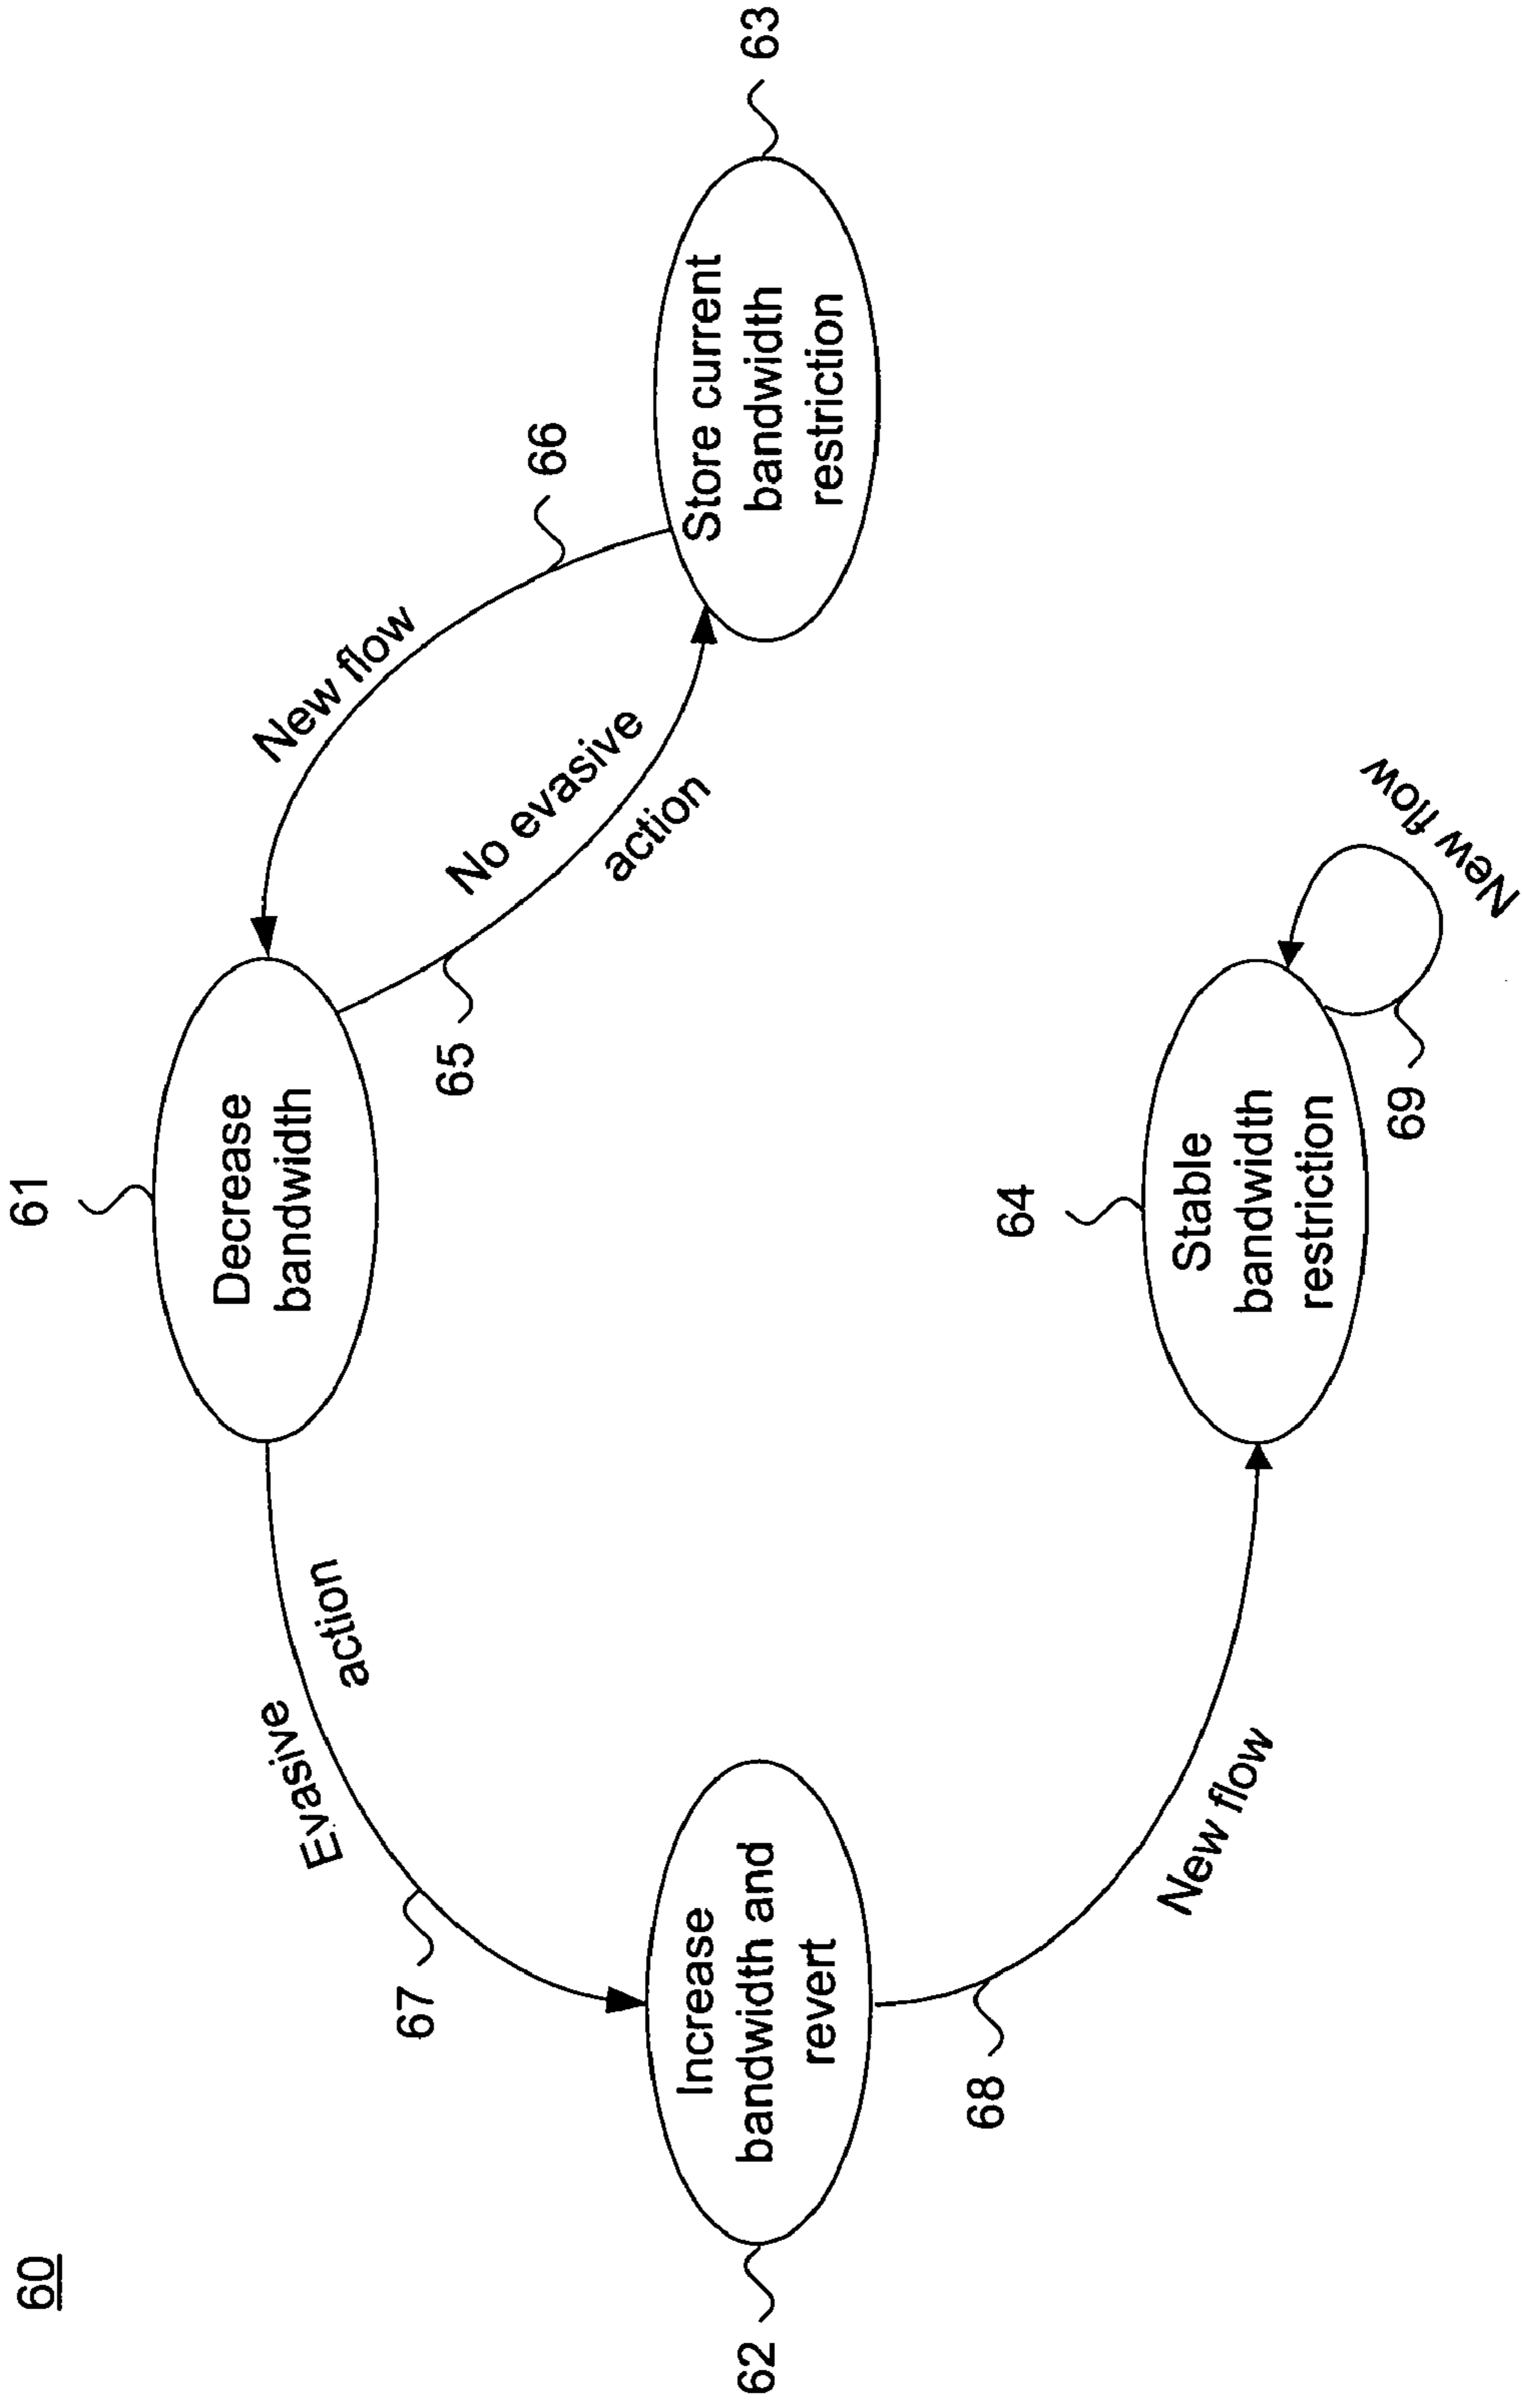 60
61
Decrease
bandwidth
Evasive
action
67
65
No evasive
action
New flow
66
62
Increase
bandwidth and
revert
63
Store current
bandwidth
restriction
68
New flow
64
Stable
bandwidth
restriction
69
New flow